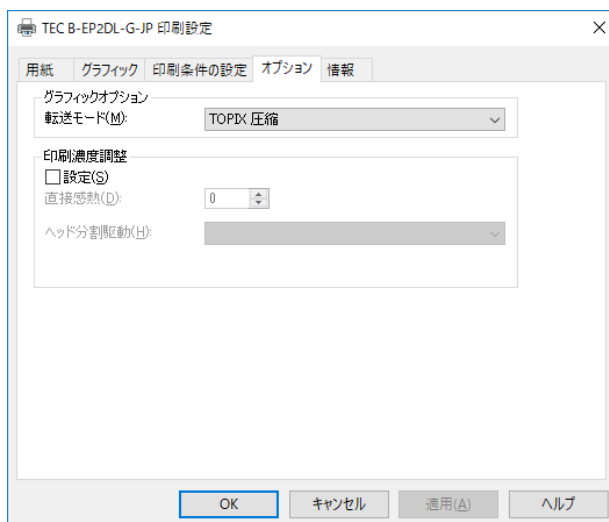 TEC B-EP2DL-G-JP 印刷設定
用紙 グラフィック 印刷条件の設定 オプション 情報
グラフィックオプション
転送モード(M): TOPIX 圧縮
印刷濃度調整
設定(S)
直接感熱(D): 0
ヘッド分割駆動(H):
OK キャンセル 適用(A) ヘルプ